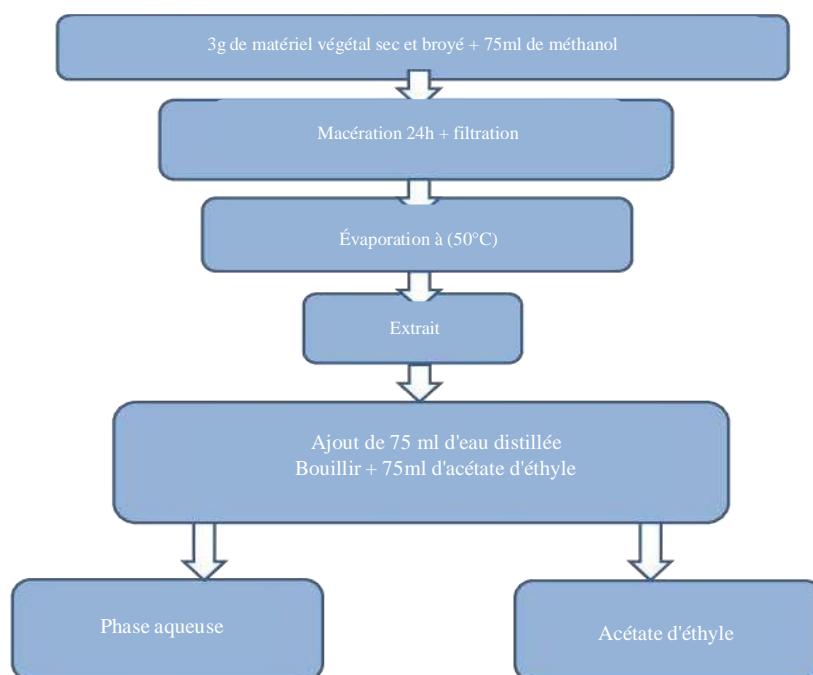 3g de matériel végétal sec et broyé + 75ml de méthanol
Macération 24h + filtration
Évaporation à (50°C)
Extrait
Ajout de 75 ml d'eau distillée
Bouillir + 75ml d'acétate d'éthyle
Phase aqueuse
Acétate d'éthyle